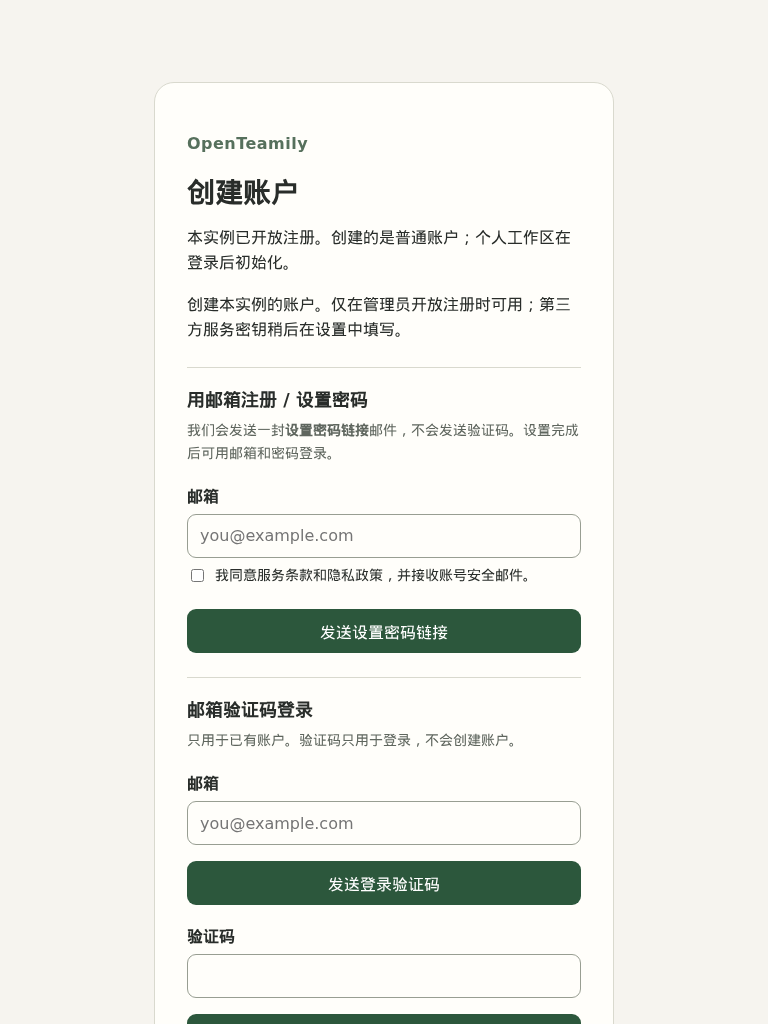 OpenTeamily
创建账户
本实例已开放注册。创建的是普通账户；个人工作区在
登录后初始化。
创建本实例的账户。仅在管理员开放注册时可用；第三
方服务密钥稍后在设置中填写。
用邮箱注册 / 设置密码
我们会发送一封设置密码链接邮件，不会发送验证码。设置完成
后可用邮箱和密码登录。
邮箱
you@example.com
我同意服务条款和隐私政策，并接收账号安全邮件。
发送设置密码链接
邮箱验证码登录
只用于已有账户。验证码只用于登录，不会创建账户。
邮箱
you@example.com
发送登录验证码
验证码